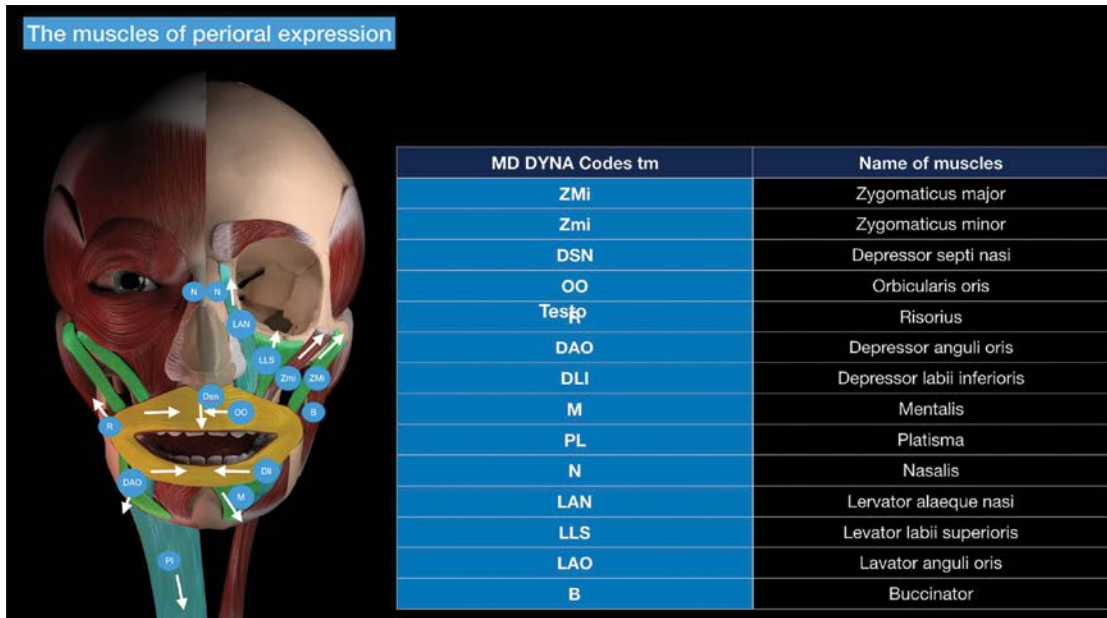 The muscles of perioral expression
MD DYNA Codes tm Name of muscles
ZMi Zygomaticus major
Zmi Zygomaticus minor
DSN Depressor septi nasi
OO Orbicularis oris
Testo
R Risorius
DAO Depressor anguli oris
DLI Depressor labii inferioris
M Mentalis
PL Platisma
N Nasalis
LAN Lervator alaeque nasi
LLS Levator labii superioris
LAO Lavator anguli oris
B Buccinator
N N
LAN
LLS
Zmi ZMi
Dsn
OO
B
R
Dli
DAO
M
Pl